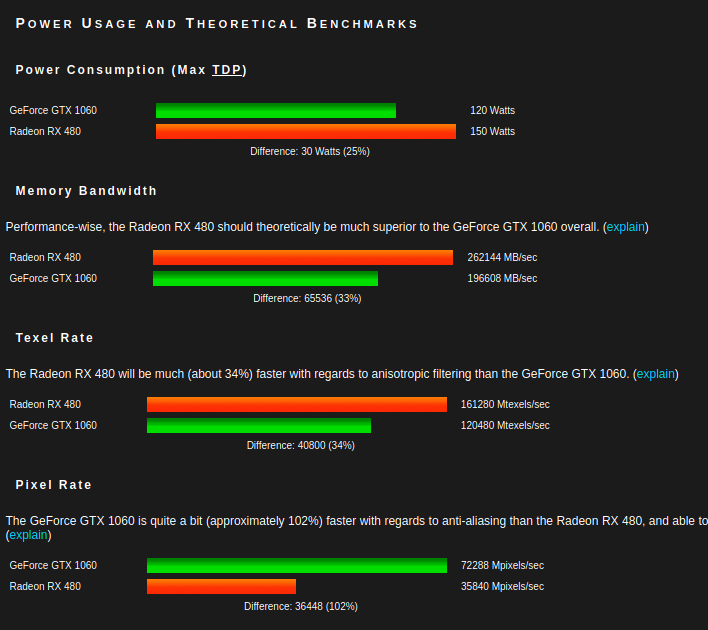 Power Usage and Theoretical Benchmarks
Power Consumption (Max TDP)
GeForce GTX 1060 120 Watts
Radeon RX 480 150 Watts
Difference: 30 Watts (25%)
Memory Bandwidth
Performance-wise, the Radeon RX 480 should theoretically be much superior to the GeForce GTX 1060 overall. (explain)
Radeon RX 480 262144 MB/sec
GeForce GTX 1060 196608 MB/sec
Difference: 65536 (33%)
Texel Rate
The Radeon RX 480 will be much (about 34%) faster with regards to anisotropic filtering than the GeForce GTX 1060. (explain)
Radeon RX 480 161280 Mtexels/sec
GeForce GTX 1060 120480 Mtexels/sec
Difference: 40800 (34%)
Pixel Rate
The GeForce GTX 1060 is quite a bit (approximately 102%) faster with regards to anti-aliasing than the Radeon RX 480, and able to
(explain)
GeForce GTX 1060 72288 Mpixels/sec
Radeon RX 480 35840 Mpixels/sec
Difference: 36448 (102%)